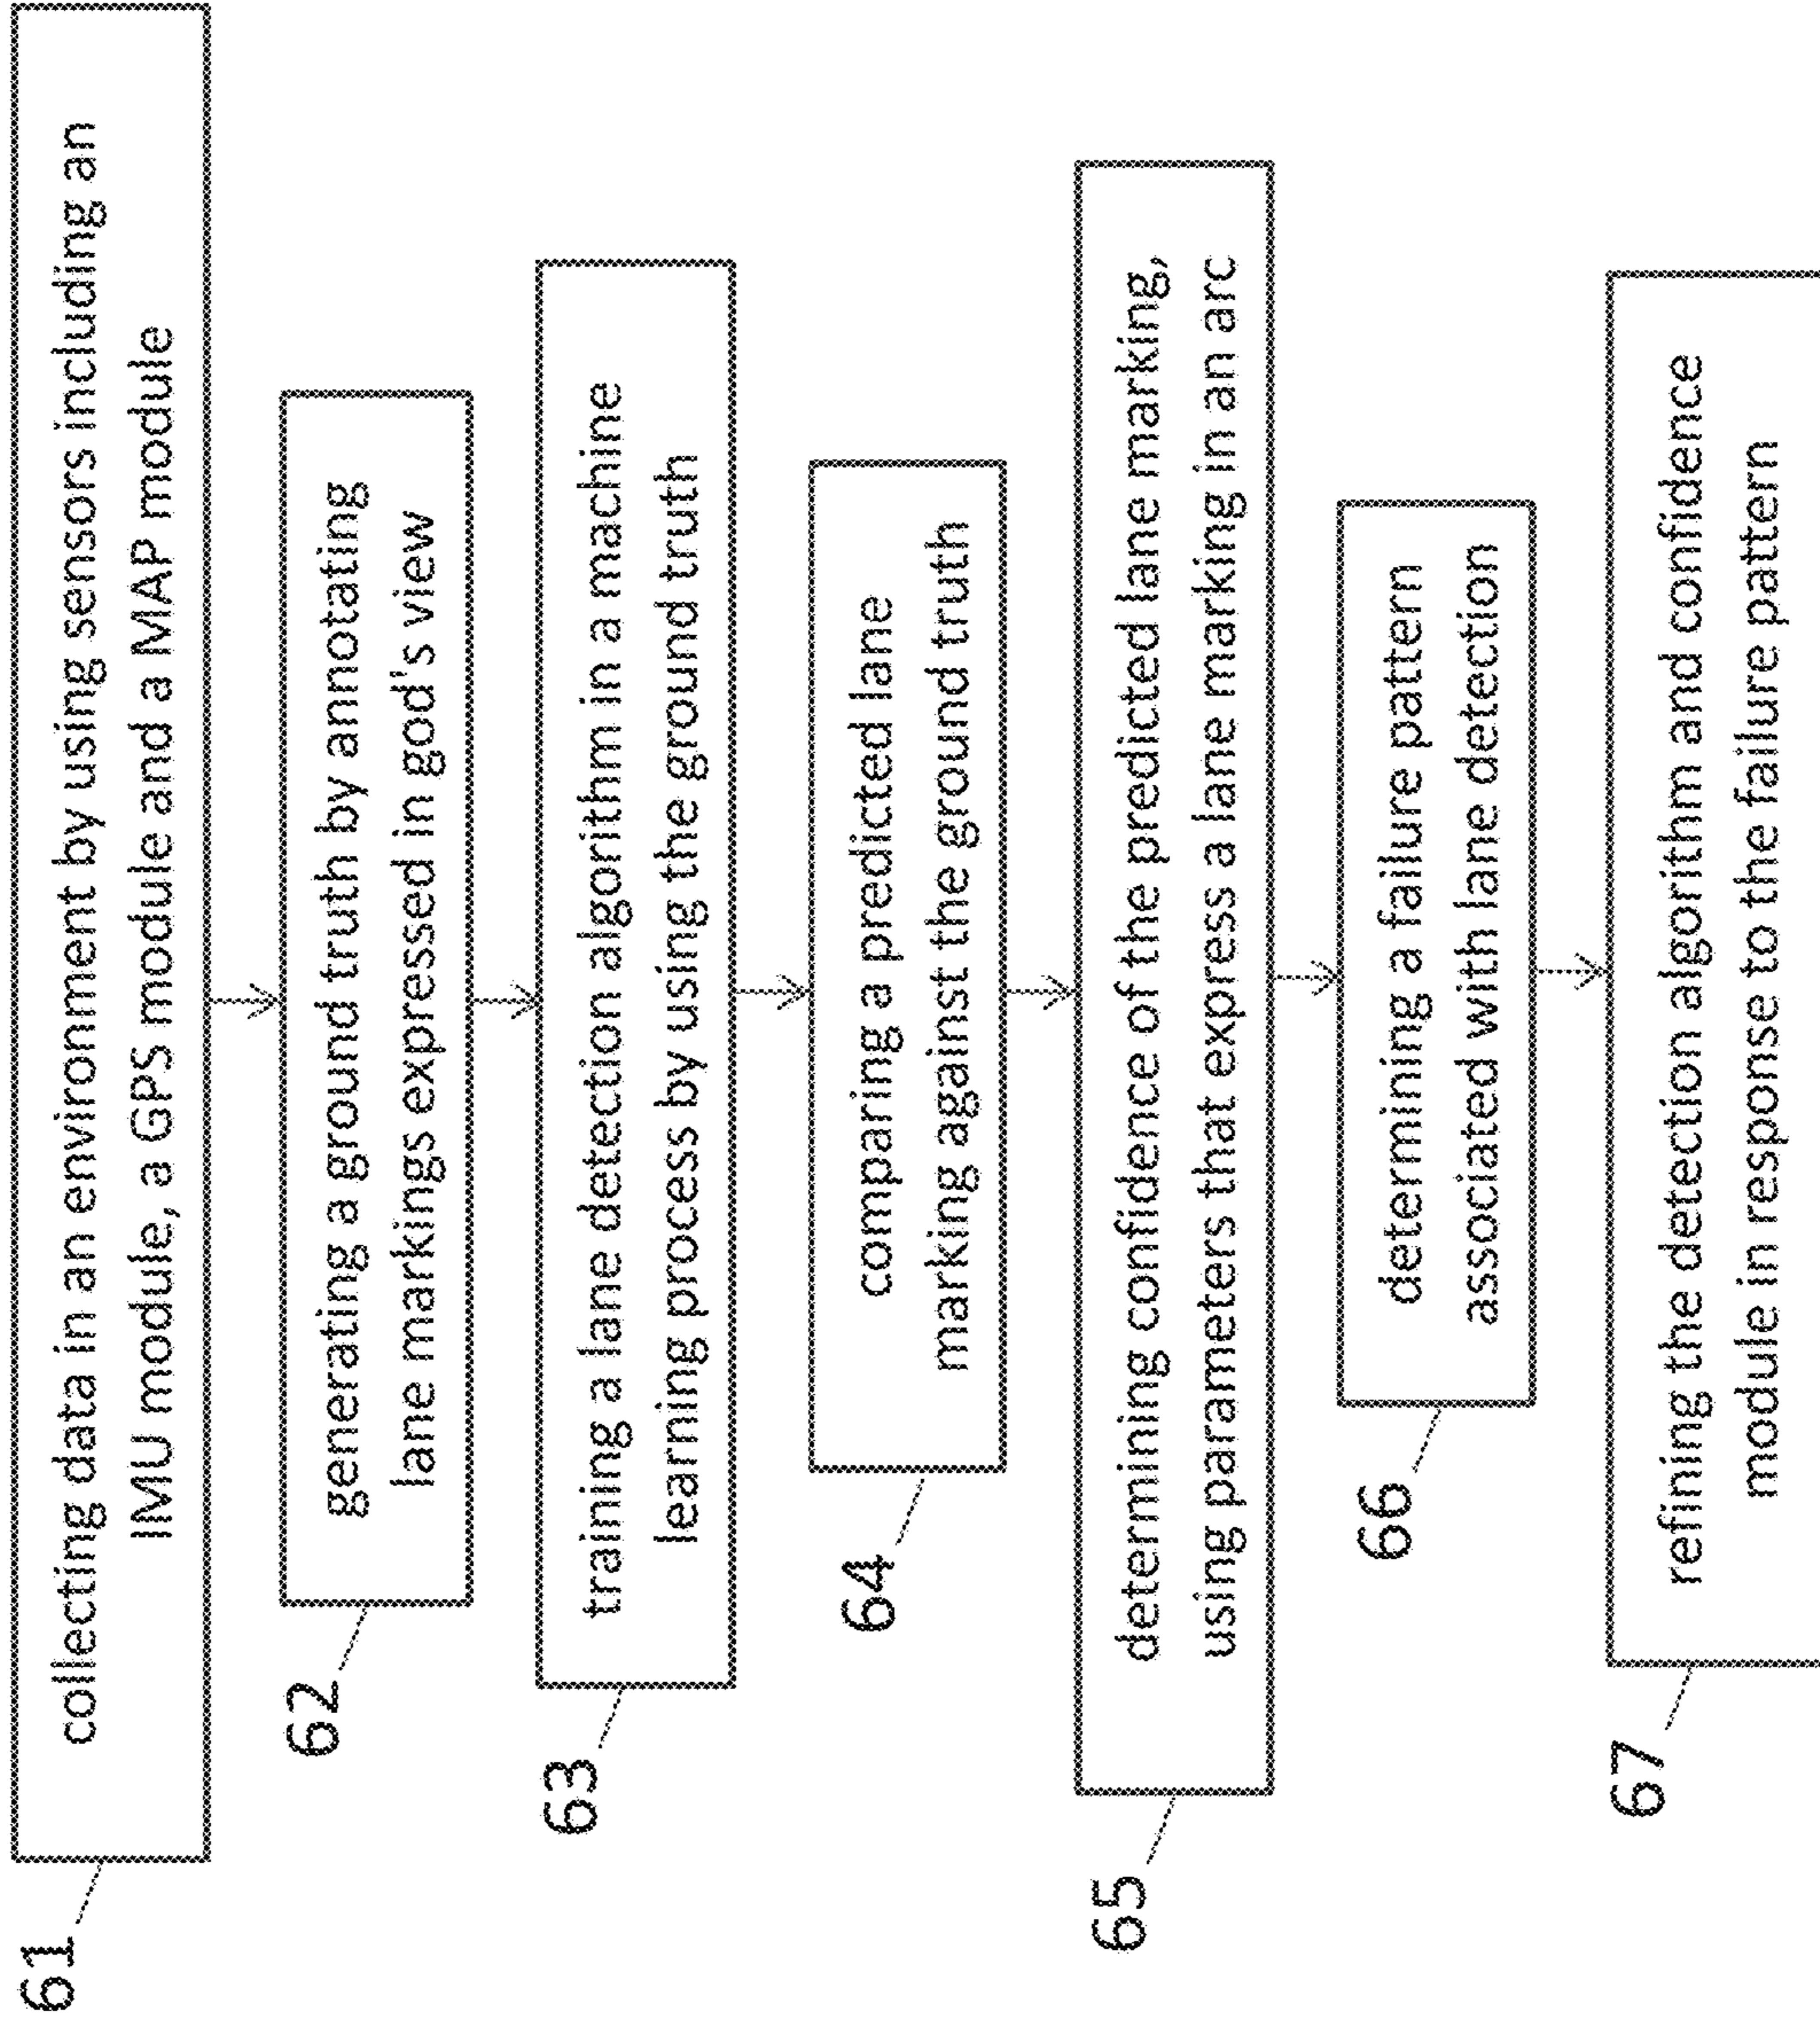 61
collecting data in an environment by using sensors including an
IMU module, a GPS module and a MAP module
62
generating a ground truth by annotating
lane markings expressed in god's view
63
training a lane detection algorithm in a machine
learning process by using the ground truth
64
comparing a predicted lane
marking against the ground truth
65
determining confidence of the predicted lane marking,
using parameters that express a lane marking in an arc
66
determining a failure pattern
associated with lane detection
67
refining the detection algorithm and confidence
module in response to the failure pattern